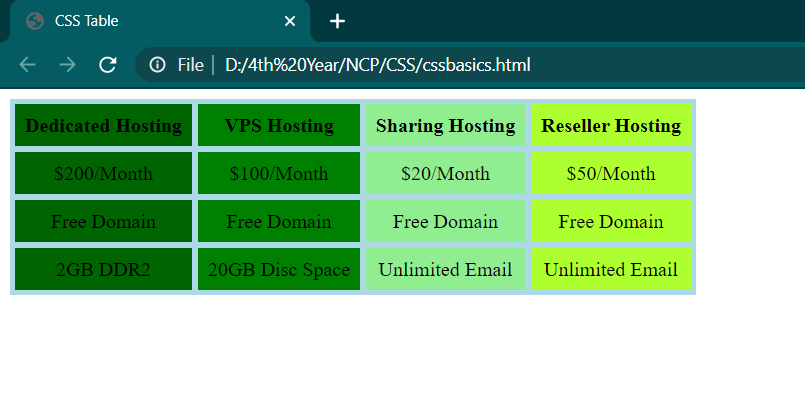 CSS Table
File
D:/4th%20Year/NCP/CSS/cssbasics.html
Dedicated Hosting VPS Hosting Sharing Hosting Reseller Hosting
$200/Month $100/Month $20/Month $50/Month
Free Domain Free Domain Free Domain Free Domain
2GB DDR2 20GB Disc Space Unlimited Email Unlimited Email